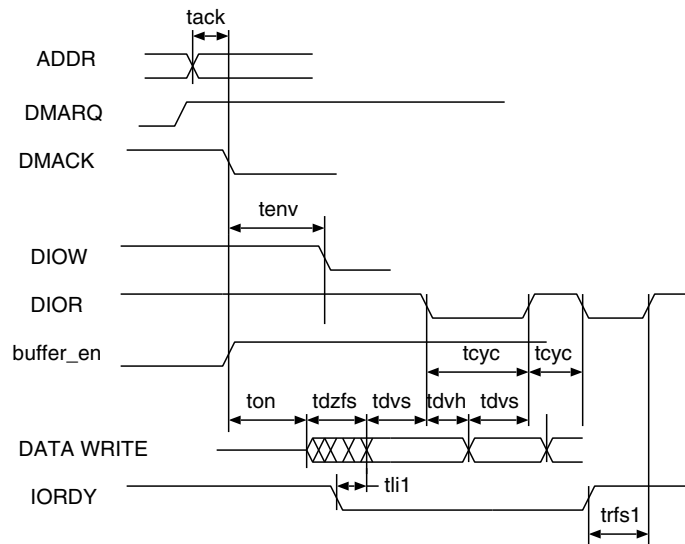 tack
ADDR
DMARQ
DMACK
tenv
DIOW
DIOR
buffer_en
tcyc tcyc
ton tdzfs tdvs tdvh tdvs
DATA WRITE
tli1
IORDY
trfs1